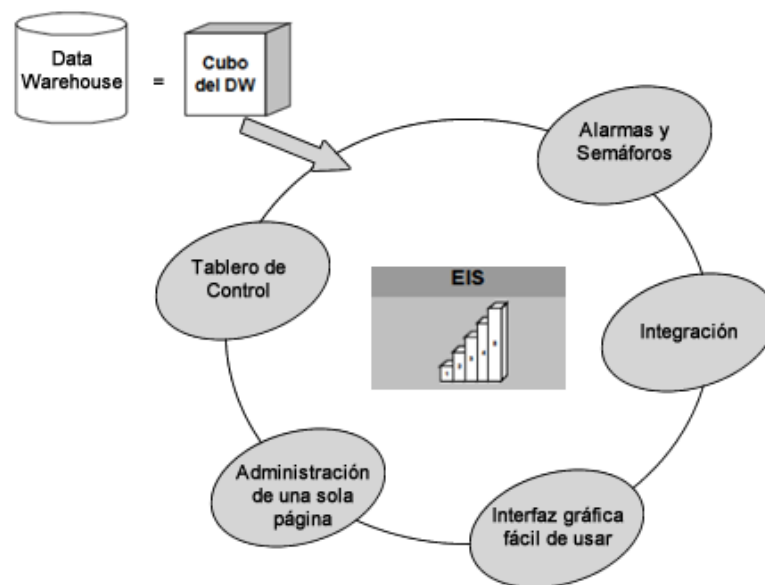 Data
Warehouse
=
Cubo
del DW
Alarmas y
Semáforos
Tablero de
Control
EIS
Integración
Administración
de una sola
página
Interfaz gráfica
fácil de usar